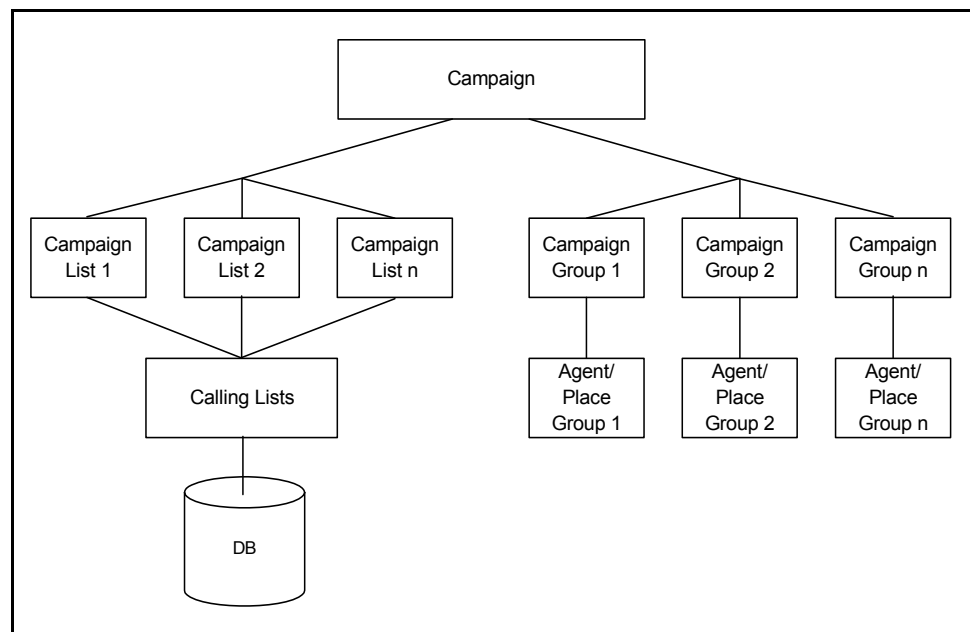 Campaign
Campaign
List 1
Campaign
List 2
Campaign
List n
Campaign
Group 1
Campaign
Group 2
Campaign
Group n
Calling Lists
Agent/
Place
Group 1
Agent/
Place
Group 2
Agent/
Place
Group n
DB